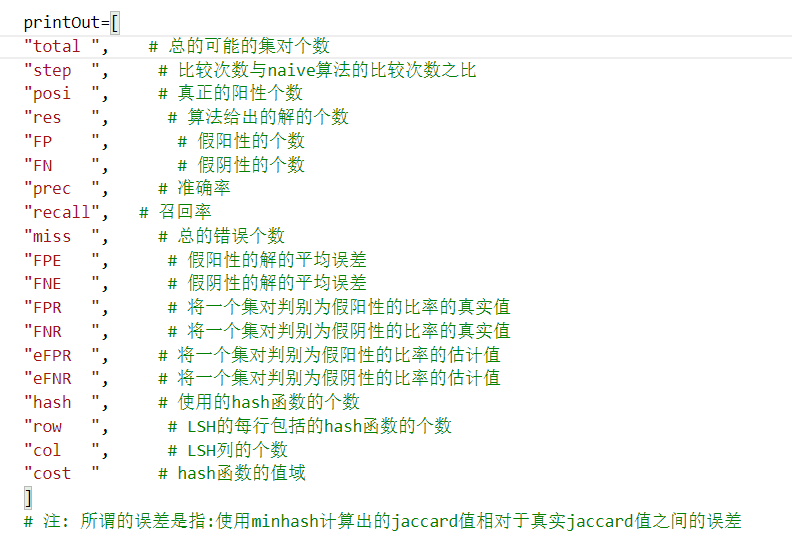 printOut=[
"total ",    # 总的可能的集对个数
"step  ",     # 比较次数与naive算法的比较次数之比
"posi  ",     # 真正的阳性个数
"res   ",      # 算法给出的解的个数
"FP    ",       # 假阳性的个数
"FN    ",       # 假阴性的个数
"prec  ",     # 准确率
"recall",   # 召回率
"miss  ",     # 总的错误个数
"FPE   ",      # 假阳性的解的平均误差
"FNE   ",      # 假阴性的解的平均误差
"FPR   ",      # 将一个集对判别为假阳性的比率的真实值
"FNR   ",      # 将一个集对判别为假阴性的比率的真实值
"eFPR  ",     # 将一个集对判别为假阳性的比率的估计值
"eFNR  ",     # 将一个集对判别为假阴性的比率的估计值
"hash  ",     # 使用的hash函数的个数
"row   ",      # LSH的每行包括的hash函数的个数
"col   ",      # LSH列的个数
"cost  "      # hash函数的值域
]
# 注: 所谓的误差是指:使用minhash计算出的jaccard值相对于真实jaccard值之间的误差